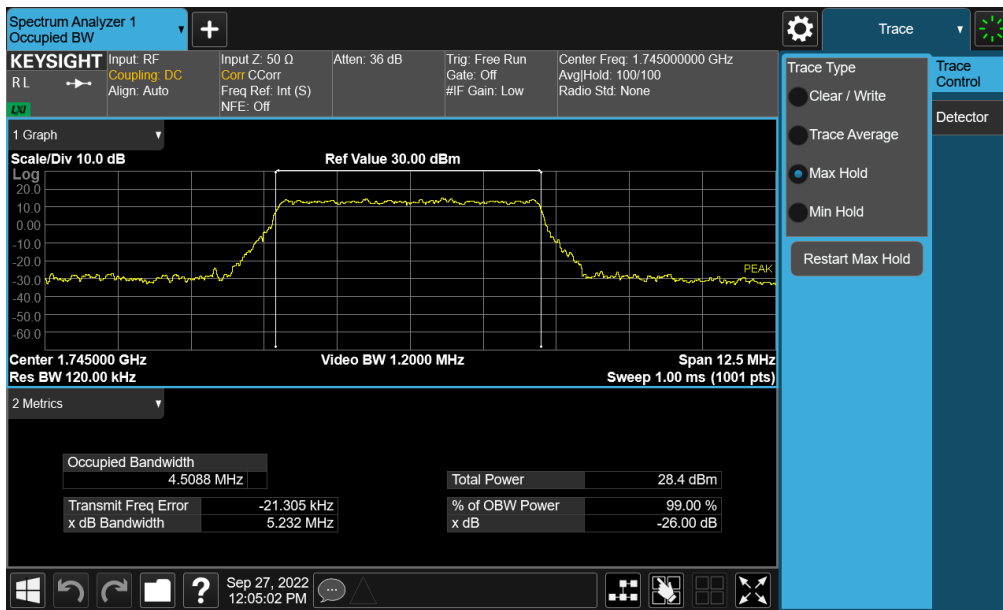 Spectrum Analyzer 1
Occupied BW
Trace
KEYSIGHT
R L
LXI
Input: RF
Coupling: DC
Align: Auto
Input Z: 50 Ω
Corr CCorr
Freq Ref: Int (S)
NFE: Off
Atten: 36 dB
Trig: Free Run
Gate: Off
#IF Gain: Low
Center Freq: 1.745000000 GHz
Avg|Hold: 100/100
Radio Std: None
Trace Type
Clear / Write
Trace Average
Max Hold
Min Hold
Restart Max Hold
Trace
Control
Detector
1 Graph
Scale/Div 10.0 dB
Ref Value 30.00 dBm
Log
20.0
10.0
0.00
-10.0
-20.0
-30.0
-40.0
-50.0
-60.0
PEAK
Center 1.745000 GHz
Video BW 1.2000 MHz
Span 12.5 MHz
Res BW 120.00 kHz
Sweep 1.00 ms (1001 pts)
2 Metrics
Occupied Bandwidth
4.5088 MHz
Total Power 28.4 dBm
Transmit Freq Error -21.305 kHz
% of OBW Power 99.00 %
x dB Bandwidth 5.232 MHz
x dB -26.00 dB
?
Sep 27, 2022
12:05:02 PM